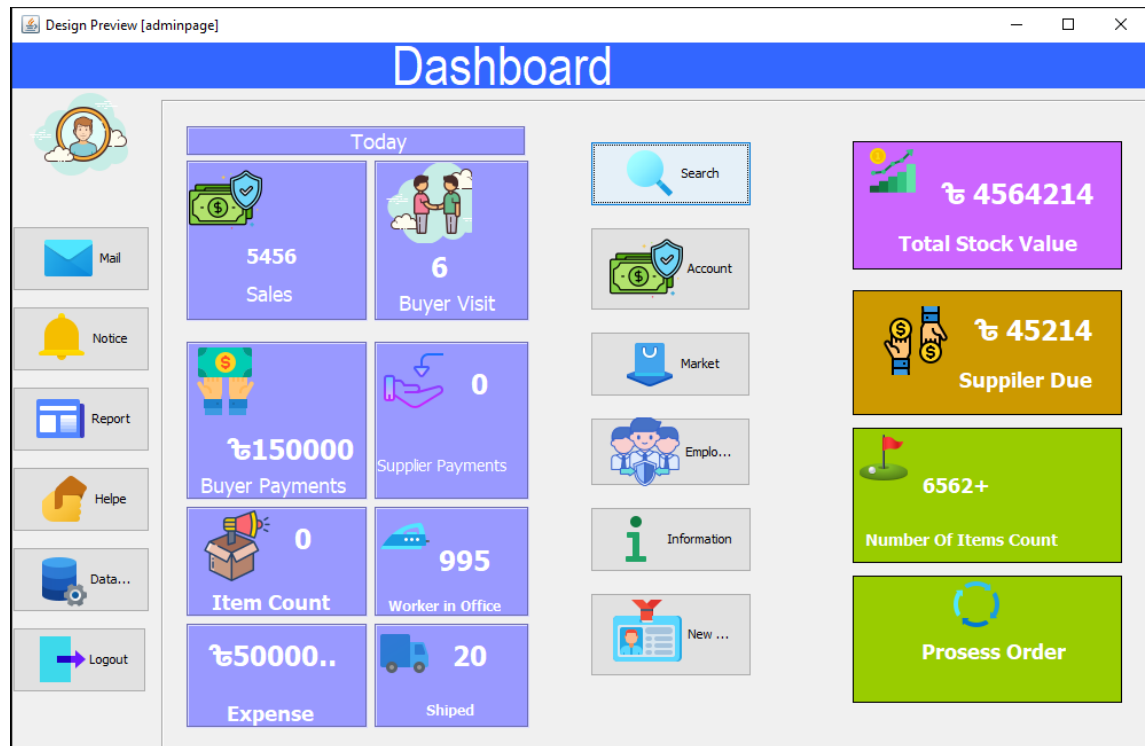 Design Preview [adminpage]
Dashboard
Mail
Notice
Report
Helpe
Data...
Logout
Today
5456
Sales
6
Buyer Visit
৳150000
Buyer Payments
0
Supplier Payments
0
Item Count
995
Worker in Office
৳50000..
Expense
20
Shiped
Search
Account
Market
Emplo...
Information
New ...
৳ 4564214
Total Stock Value
৳ 45214
Suppiler Due
6562+
Number Of Items Count
Prosess Order